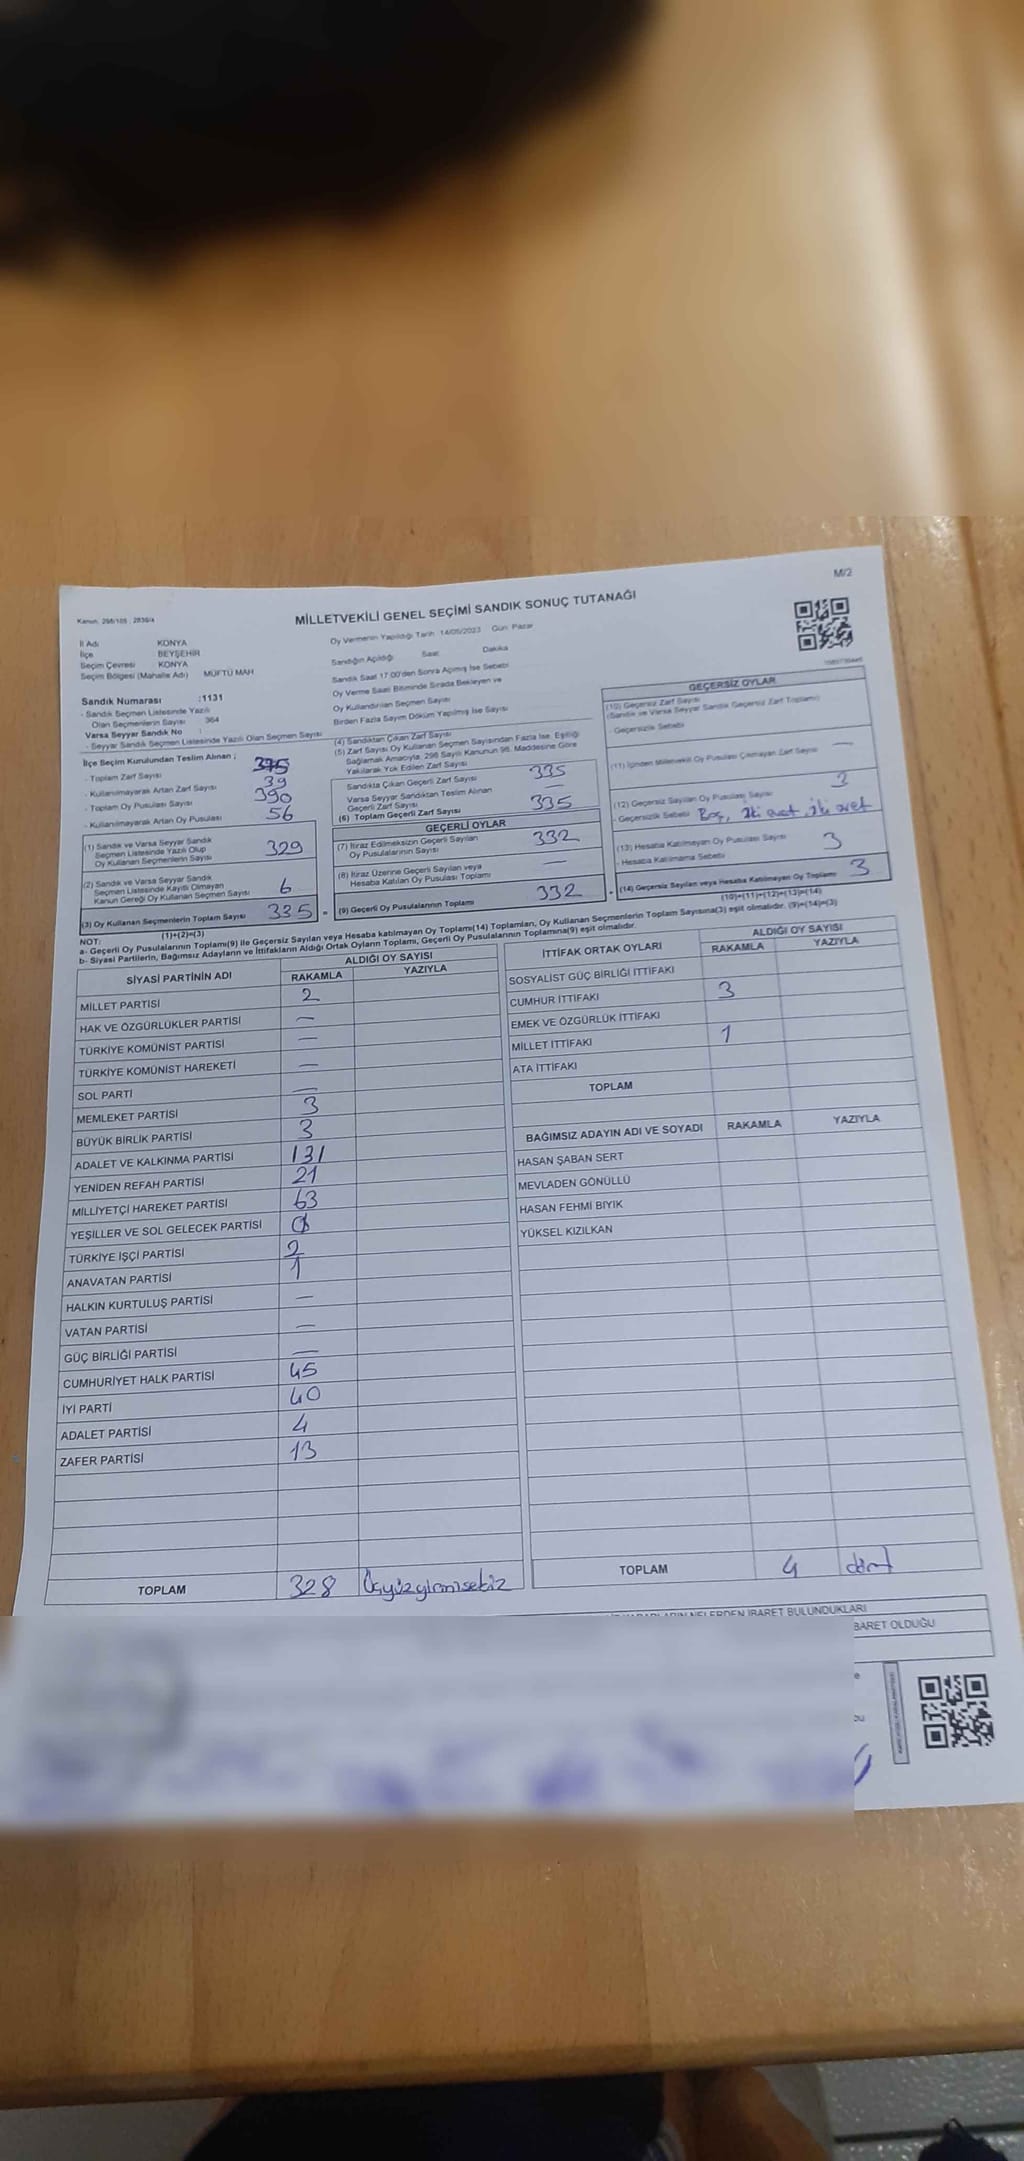 M/2
MİLLETVEKİLİ GENEL SEÇİMİ SANDIK SONUÇ TUTANAĞI
İl Adı KONYA
İlçe BEYŞEHİR
Seçim Çevresi KONYA
Seçim Bölgesi (Mahalle Adı) MÜFTÜ MAH
Sandık Numarası :1131
- Sandık Seçmen Listesinde Yazılı
Olan Seçmenlerin Sayısı 364
Varsa Seyyar Sandık No :
- Seyyar Sandık Seçmen Listesinde Yazılı Olan Seçmen Sayısı
Oy Vermenin Yapıldığı Tarih :14/05/2023 Gün: Pazar
Sandığın Açıldığı Saat Dakika
Sandık Saat 17:00'den Sonra Açılmış İse Sebebi
Oy Verme Saati Bitiminde Sırada Bekleyen ve
Oy Kullandırılan Seçmen Sayısı
Birden Fazla Sayım Döküm Yapılmış İse Sayısı
İlçe Seçim Kurulundan Teslim Alınan ;
- Toplam Zarf Sayısı 375
- Kullanılmayarak Artan Zarf Sayısı 39
- Toplam Oy Pusulası Sayısı 390
- Kullanılmayarak Artan Oy Pusulası 56
(1) Sandık ve Varsa Seyyar Sandık
Seçmen Listesinde Yazılı Olup
Oy Kullanan Seçmenlerin Sayısı 329
(2) Sandık ve Varsa Seyyar Sandık
Seçmen Listesinde Kayıtlı Olmayan
Kanun Gereği Oy Kullanan Seçmen Sayısı 6
(3) Oy Kullanan Seçmenlerin Toplam Sayısı 335 =
(1)+(2)=(3)
(4) Sandıktan Çıkan Zarf Sayısı
(5) Zarf Sayısı Oy Kullanan Seçmen Sayısından Fazla İse, Eşitliği
Sağlamak Amacıyla, 298 Sayılı Kanunun 98. Maddesine Göre
Yakılarak Yok Edilen Zarf Sayısı
Sandıkta Çıkan Geçerli Zarf Sayısı 335
Varsa Seyyar Sandıktan Teslim Alınan
Geçerli Zarf Sayısı —
(6) Toplam Geçerli Zarf Sayısı 335
GEÇERLİ OYLAR
(7) İtiraz Edilmeksizin Geçerli Sayılan
Oy Pusulalarının Sayısı 332
(8) İtiraz Üzerine Geçerli Sayılan veya
Hesaba Katılan Oy Pusulası Toplamı
(9) Geçerli Oy Pusulalarının Toplamı 332 +
GEÇERSİZ OYLAR
(10) Geçersiz Zarf Sayısı
(Sandık ve Varsa Seyyar Sandık Geçersiz Zarf Toplamı)
- Geçersizlik Sebebi
(11) İçinden Milletvekili Oy Pusulası Çıkmayan Zarf Sayısı —
(12) Geçersiz Sayılan Oy Pusulası Sayısı 3
- Geçersizlik Sebebi Boş, iki evet, iki evet
(13) Hesaba Katılmayan Oy Pusulası Sayısı 3
- Hesaba Katılmama Sebebi
(14) Geçersiz Sayılan veya Hesaba Katılmayan Oy Toplamı 3
(10)+(11)+(12)+(13)=(14)
NOT:
a- Geçerli Oy Pusulalarının Toplamı(9) ile Geçersiz Sayılan veya Hesaba Katılmayan Oy Toplamı(14) Toplamları, Oy Kullanan Seçmenlerin Toplam Sayısına(3) eşit olmalıdır. (9)+(14)=(3)
b- Siyasi Partilerin, Bağımsız Adayların ve İttifakların Aldığı Ortak Oyların Toplamı, Geçerli Oy Pusulalarının Toplamına(9) eşit olmalıdır.
SİYASİ PARTİNİN ADI ALDIĞI OY SAYISI
RAKAMLA YAZIYLA
MİLLET PARTİSİ 2
HAK VE ÖZGÜRLÜKLER PARTİSİ —
TÜRKİYE KOMÜNİST PARTİSİ —
TÜRKİYE KOMÜNİST HAREKETİ —
SOL PARTİ —
MEMLEKET PARTİSİ 3
BÜYÜK BİRLİK PARTİSİ 3
ADALET VE KALKINMA PARTİSİ 131
YENİDEN REFAH PARTİSİ 21
MİLLİYETÇİ HAREKET PARTİSİ 63
YEŞİLLER VE SOL GELECEK PARTİSİ
TÜRKİYE İŞÇİ PARTİSİ 2
ANAVATAN PARTİSİ 1
HALKIN KURTULUŞ PARTİSİ —
VATAN PARTİSİ —
GÜÇ BİRLİĞİ PARTİSİ —
CUMHURİYET HALK PARTİSİ 45
İYİ PARTİ 40
ADALET PARTİSİ 4
ZAFER PARTİSİ 13
TOPLAM 328 Üçyüzyirmisekiz
İTTİFAK ORTAK OYLARI ALDIĞI OY SAYISI
RAKAMLA YAZIYLA
SOSYALİST GÜÇ BİRLİĞİ İTTİFAKI
CUMHUR İTTİFAKI 3
EMEK VE ÖZGÜRLÜK İTTİFAKI
MİLLET İTTİFAKI 1
ATA İTTİFAKI
TOPLAM
BAĞIMSIZ ADAYIN ADI VE SOYADI RAKAMLA YAZIYLA
HASAN ŞABAN SERT
MEVLADEN GÖNÜLLÜ
HASAN FEHMİ BIYIK
YÜKSEL KIZILKAN
TOPLAM 4 dört
NELERDEN İBARET BULUNDUKLARI
BARET OLDUĞU